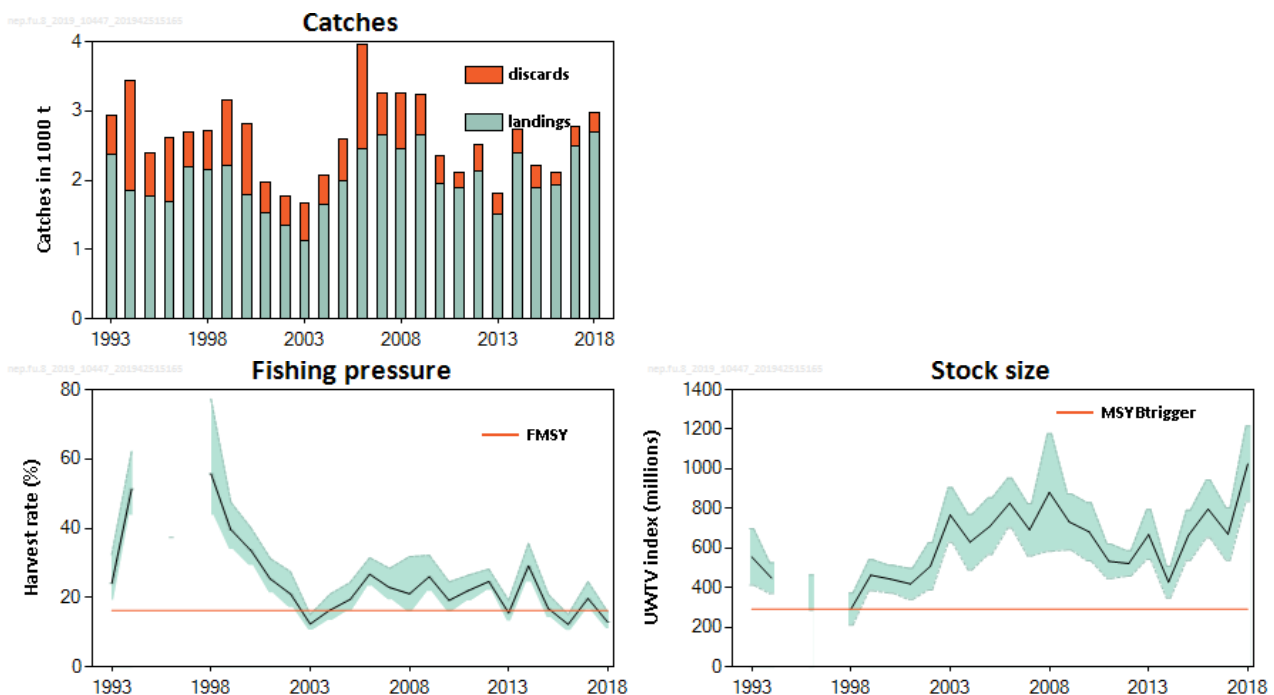 nep.fu.8_2019_10447_201942515165
Catches
Catches in 1000 t
4
3
2
1
0
discards
landings
1993 1998 2003 2008 2013 2018
nep.fu.8_2019_10447_201942515165
Fishing pressure
Harvest rate (%)
80
60
40
20
0
FMSY
1993 1998 2003 2008 2013 2018
nep.fu.8_2019_10447_201942515165
Stock size
UWTV index (millions)
1400
1200
1000
800
600
400
200
0
MSYBtrigger
1993 1998 2003 2008 2013 2018